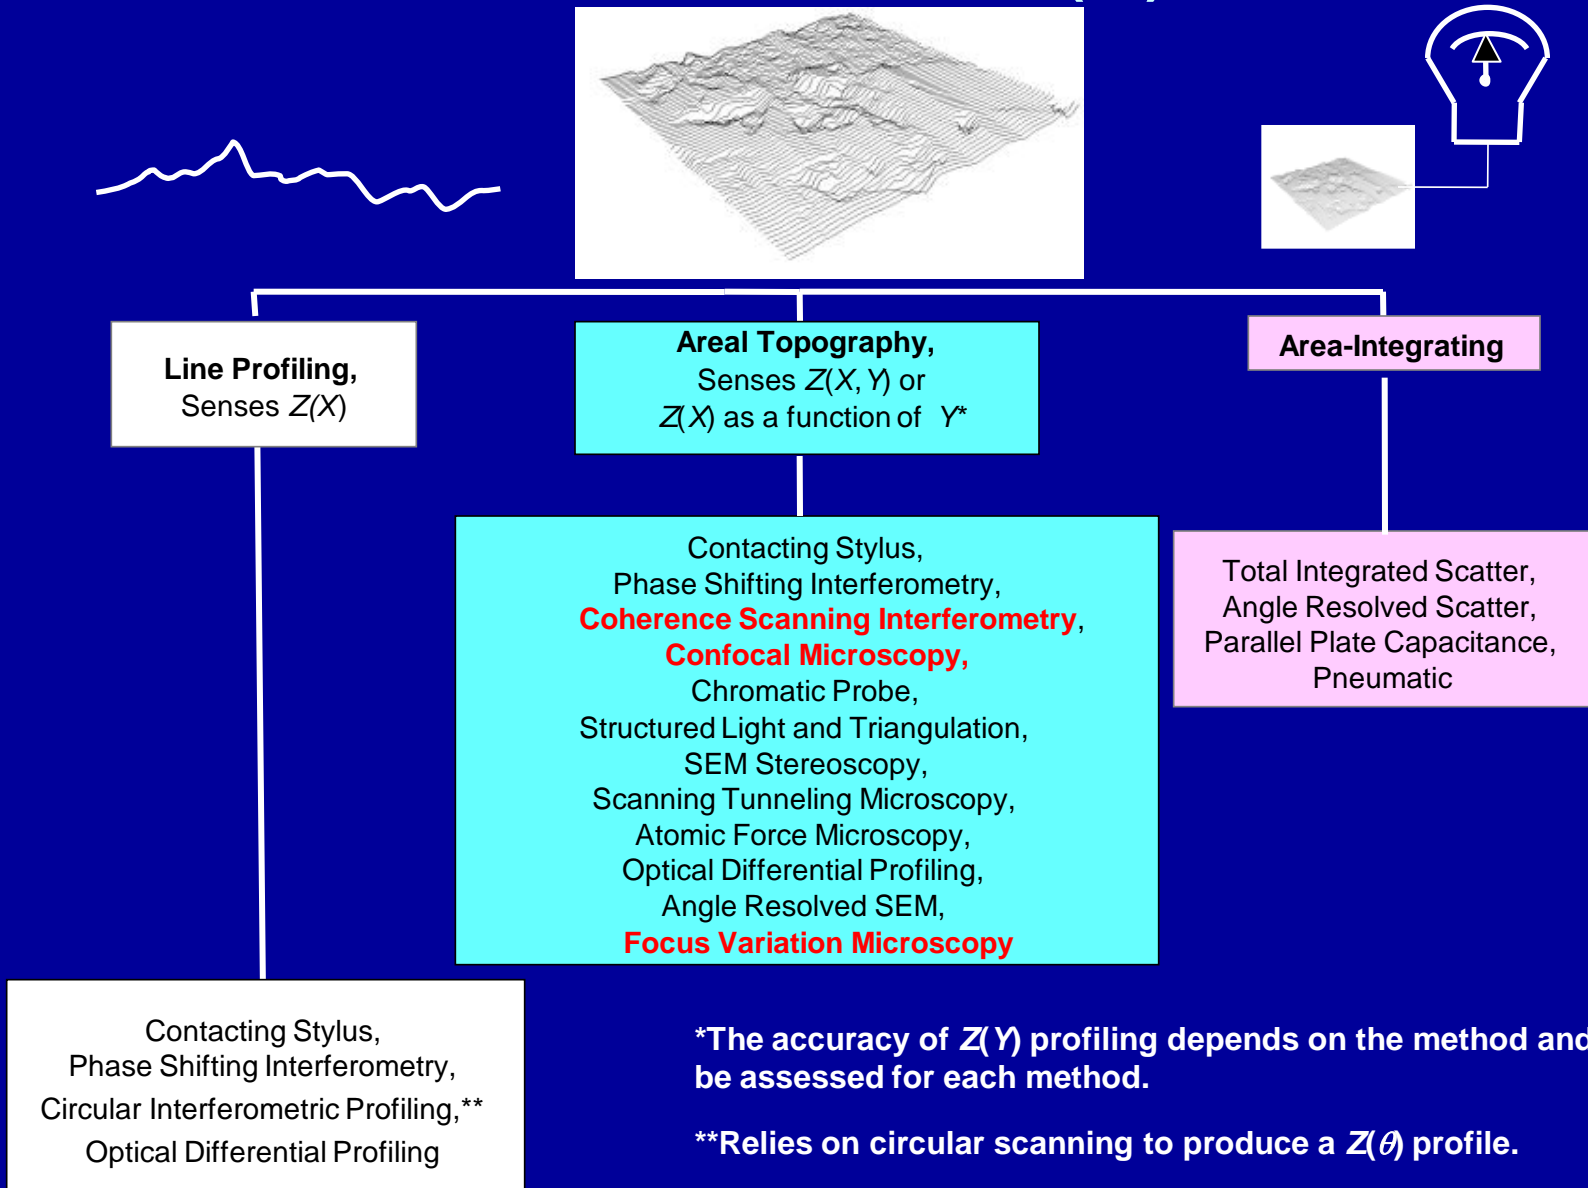 Line Profiling,
Senses Z(X)
Areal Topography,
Senses Z(X, Y) or
Z(X) as a function of Y*
Area-Integrating
Contacting Stylus,
Phase Shifting Interferometry,
Coherence Scanning Interferometry,
Confocal Microscopy,
Chromatic Probe,
Structured Light and Triangulation,
SEM Stereoscopy,
Scanning Tunneling Microscopy,
Atomic Force Microscopy,
Optical Differential Profiling,
Angle Resolved SEM,
Focus Variation Microscopy
Total Integrated Scatter,
Angle Resolved Scatter,
Parallel Plate Capacitance,
Pneumatic
Contacting Stylus,
Phase Shifting Interferometry,
Circular Interferometric Profiling,**
Optical Differential Profiling
*The accuracy of Z(Y) profiling depends on the method and
be assessed for each method.
**Relies on circular scanning to produce a Z(θ) profile.